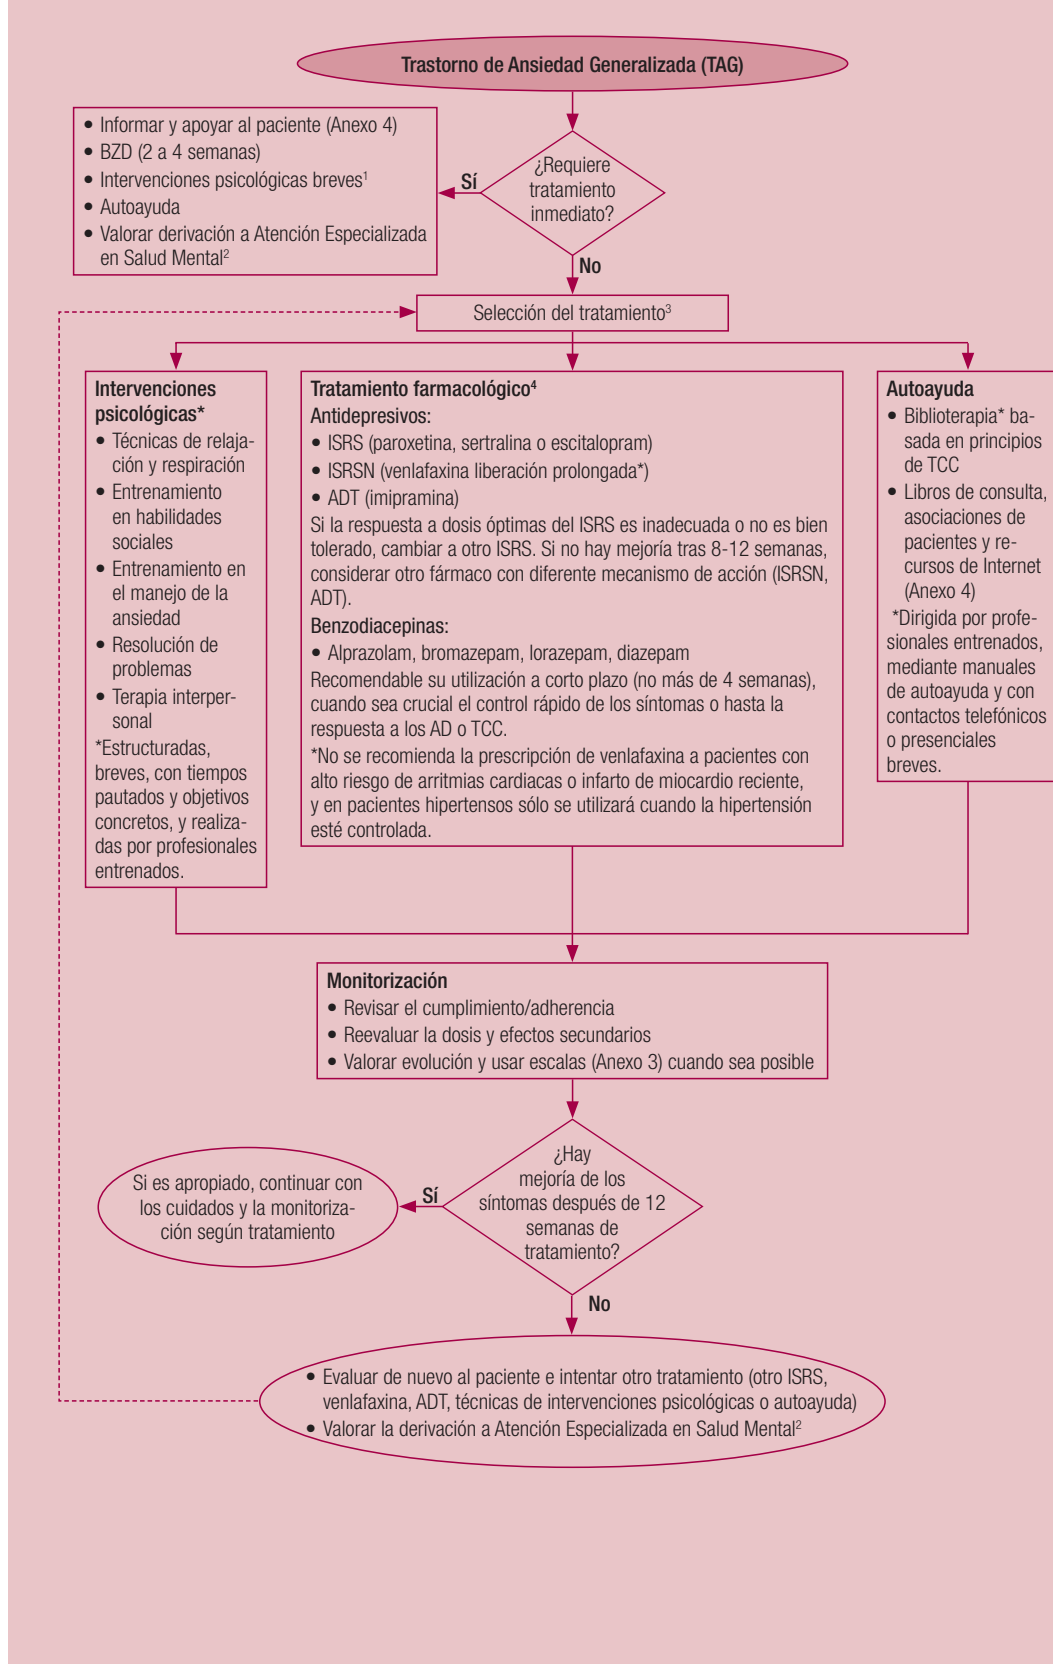 Trastorno de Ansiedad Generalizada (TAG)
• Informar y apoyar al paciente (Anexo 4)
• BZD (2 a 4 semanas)
• Intervenciones psicológicas breves¹
• Autoayuda
• Valorar derivación a Atención Especializada
en Salud Mental²
Sí
¿Requiere
tratamiento
inmediato?
No
Selección del tratamiento³
Intervenciones
psicológicas*
• Técnicas de relaja-
ción y respiración
• Entrenamiento
en habilidades
sociales
• Entrenamiento en
el manejo de la
ansiedad
• Resolución de
problemas
• Terapia interper-
sonal
*Estructuradas,
breves, con tiempos
pautados y objetivos
concretos, y realiza-
das por profesionales
entrenados.
Tratamiento farmacológico⁴
Antidepresivos:
• ISRS (paroxetina, sertralina o escitalopram)
• ISRSN (venlafaxina liberación prolongada*)
• ADT (imipramina)
Si la respuesta a dosis óptimas del ISRS es inadecuada o no es bien
tolerado, cambiar a otro ISRS. Si no hay mejoría tras 8-12 semanas,
considerar otro fármaco con diferente mecanismo de acción (ISRSN,
ADT).
Benzodiacepinas:
• Alprazolam, bromazepam, lorazepam, diazepam
Recomendable su utilización a corto plazo (no más de 4 semanas),
cuando sea crucial el control rápido de los síntomas o hasta la
respuesta a los AD o TCC.
*No se recomienda la prescripción de venlafaxina a pacientes con
alto riesgo de arritmias cardiacas o infarto de miocardio reciente,
y en pacientes hipertensos sólo se utilizará cuando la hipertensión
esté controlada.
Autoayuda
• Biblioterapia* ba-
sada en principios
de TCC
• Libros de consulta,
asociaciones de
pacientes y re-
cursos de Internet
(Anexo 4)
*Dirigida por profe-
sionales entrenados,
mediante manuales
de autoayuda y con
contactos telefónicos
o presenciales
breves.
Monitorización
• Revisar el cumplimiento/adherencia
• Reevaluar la dosis y efectos secundarios
• Valorar evolución y usar escalas (Anexo 3) cuando sea posible
Si es apropiado, continuar con
los cuidados y la monitoriza-
ción según tratamiento
Sí
¿Hay
mejoría de los
síntomas después de 12
semanas de
tratamiento?
No
• Evaluar de nuevo al paciente e intentar otro tratamiento (otro ISRS,
venlafaxina, ADT, técnicas de intervenciones psicológicas o autoayuda)
• Valorar la derivación a Atención Especializada en Salud Mental²